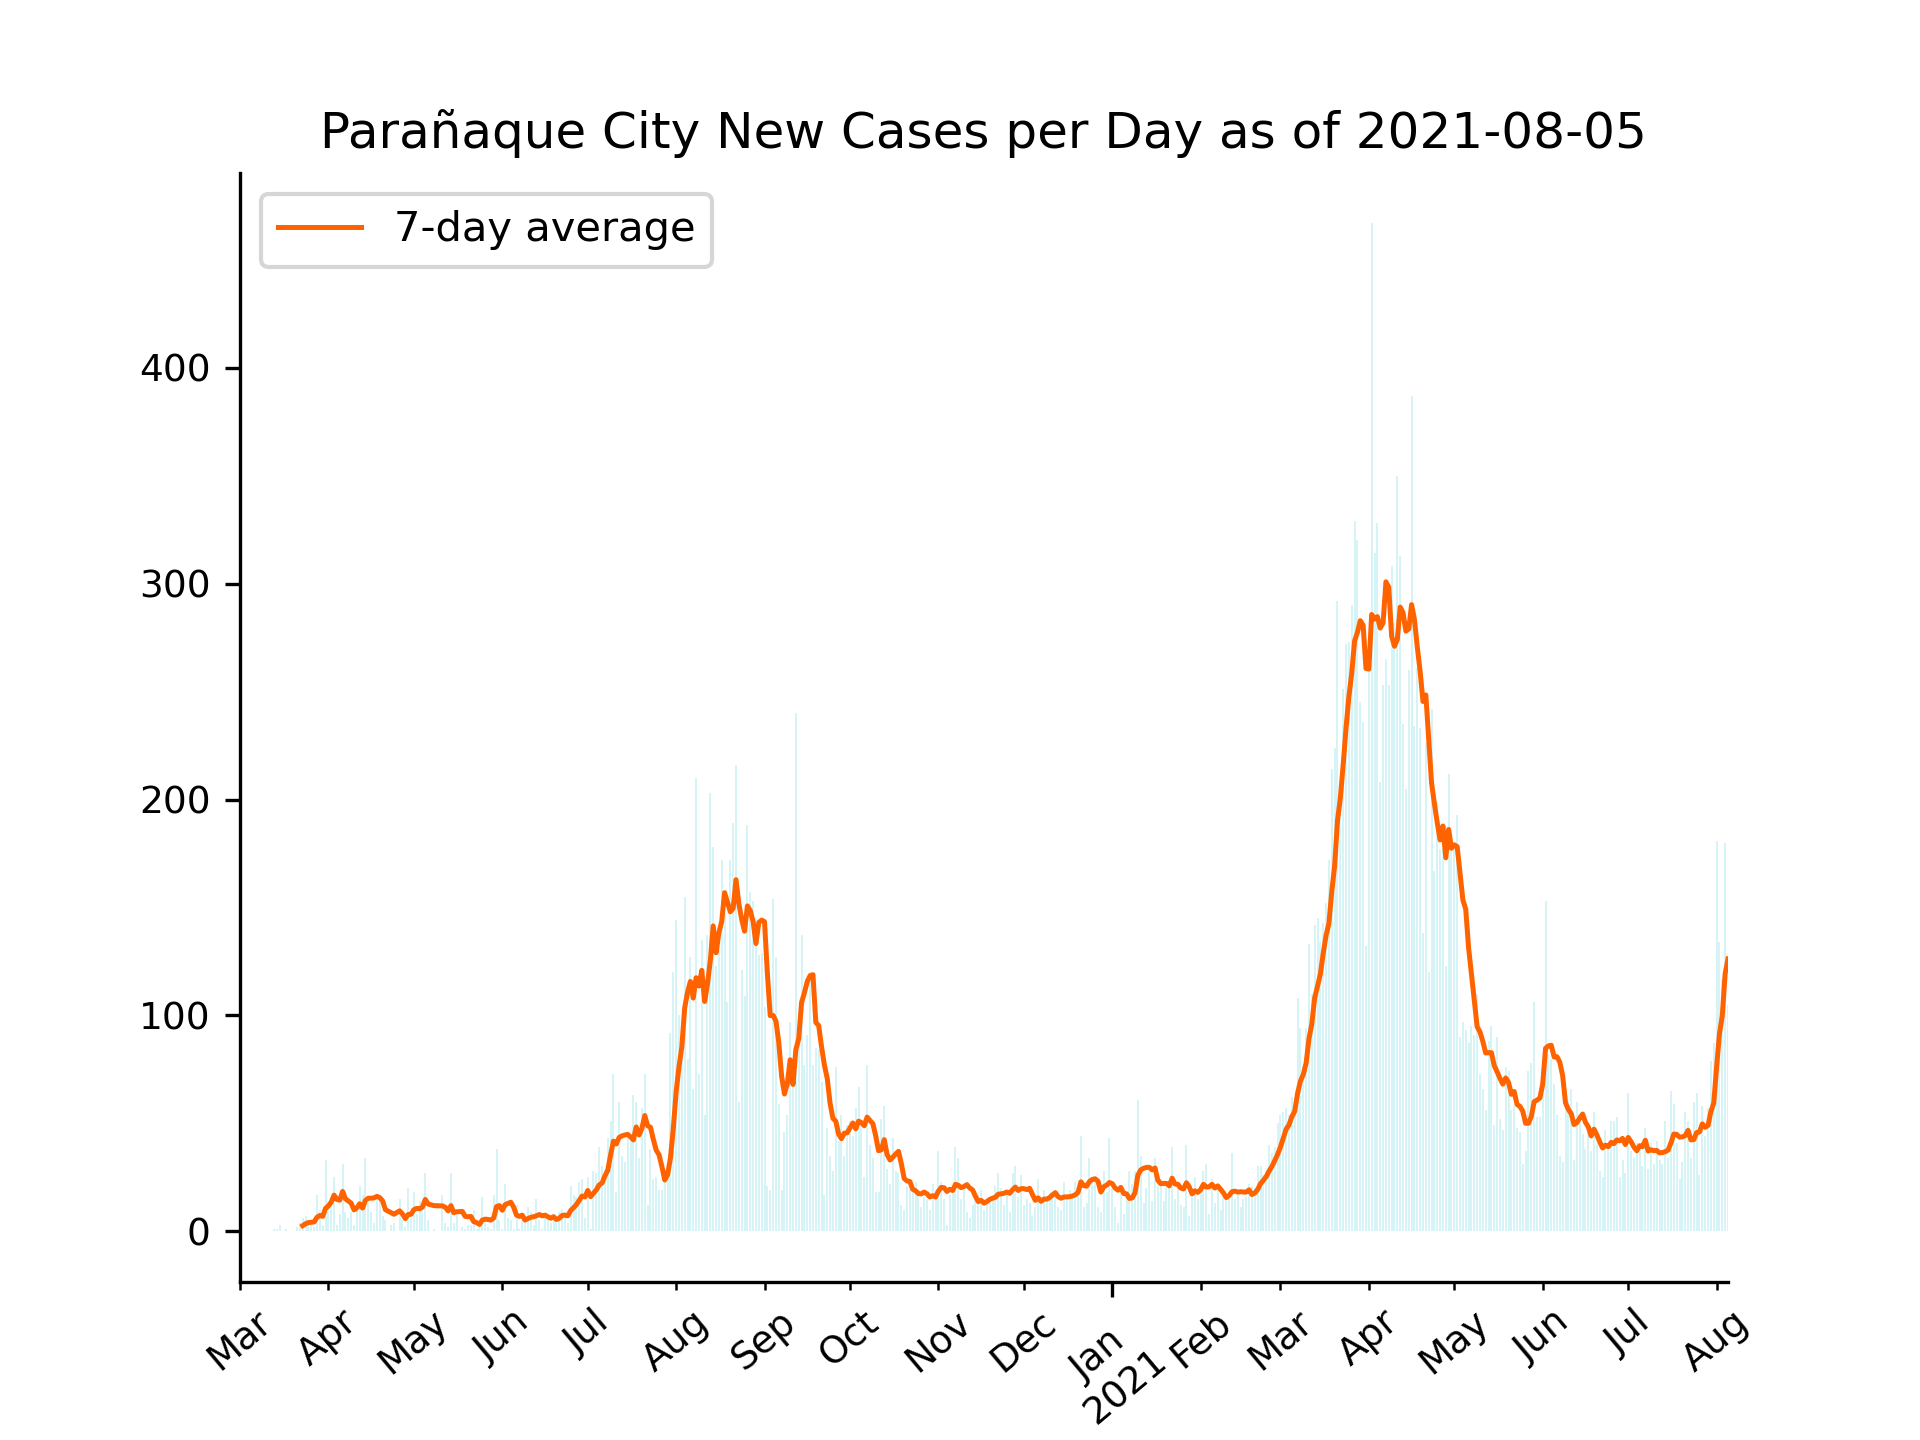 Parañaque City New Cases per Day as of 2021-08-05
7-day average
400
300
200
100
0
Mar
Apr
May
Jun
Jul
Aug
Sep
Oct
Nov
Dec
Jan
2021
Feb
Mar
Apr
May
Jun
Jul
Aug